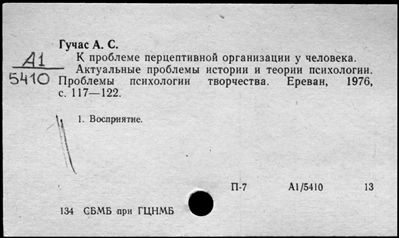 Гучас А. С.
А1
К проблеме перцептивной организации у человека.
5410
Актуальные проблемы истории и теории психологии.
Проблемы психологии творчества. Ереван, 1976,
с. 117—122.
1. Восприятие.
П-7 А1/5410 13
134 СБМБ при ГЦНМБ